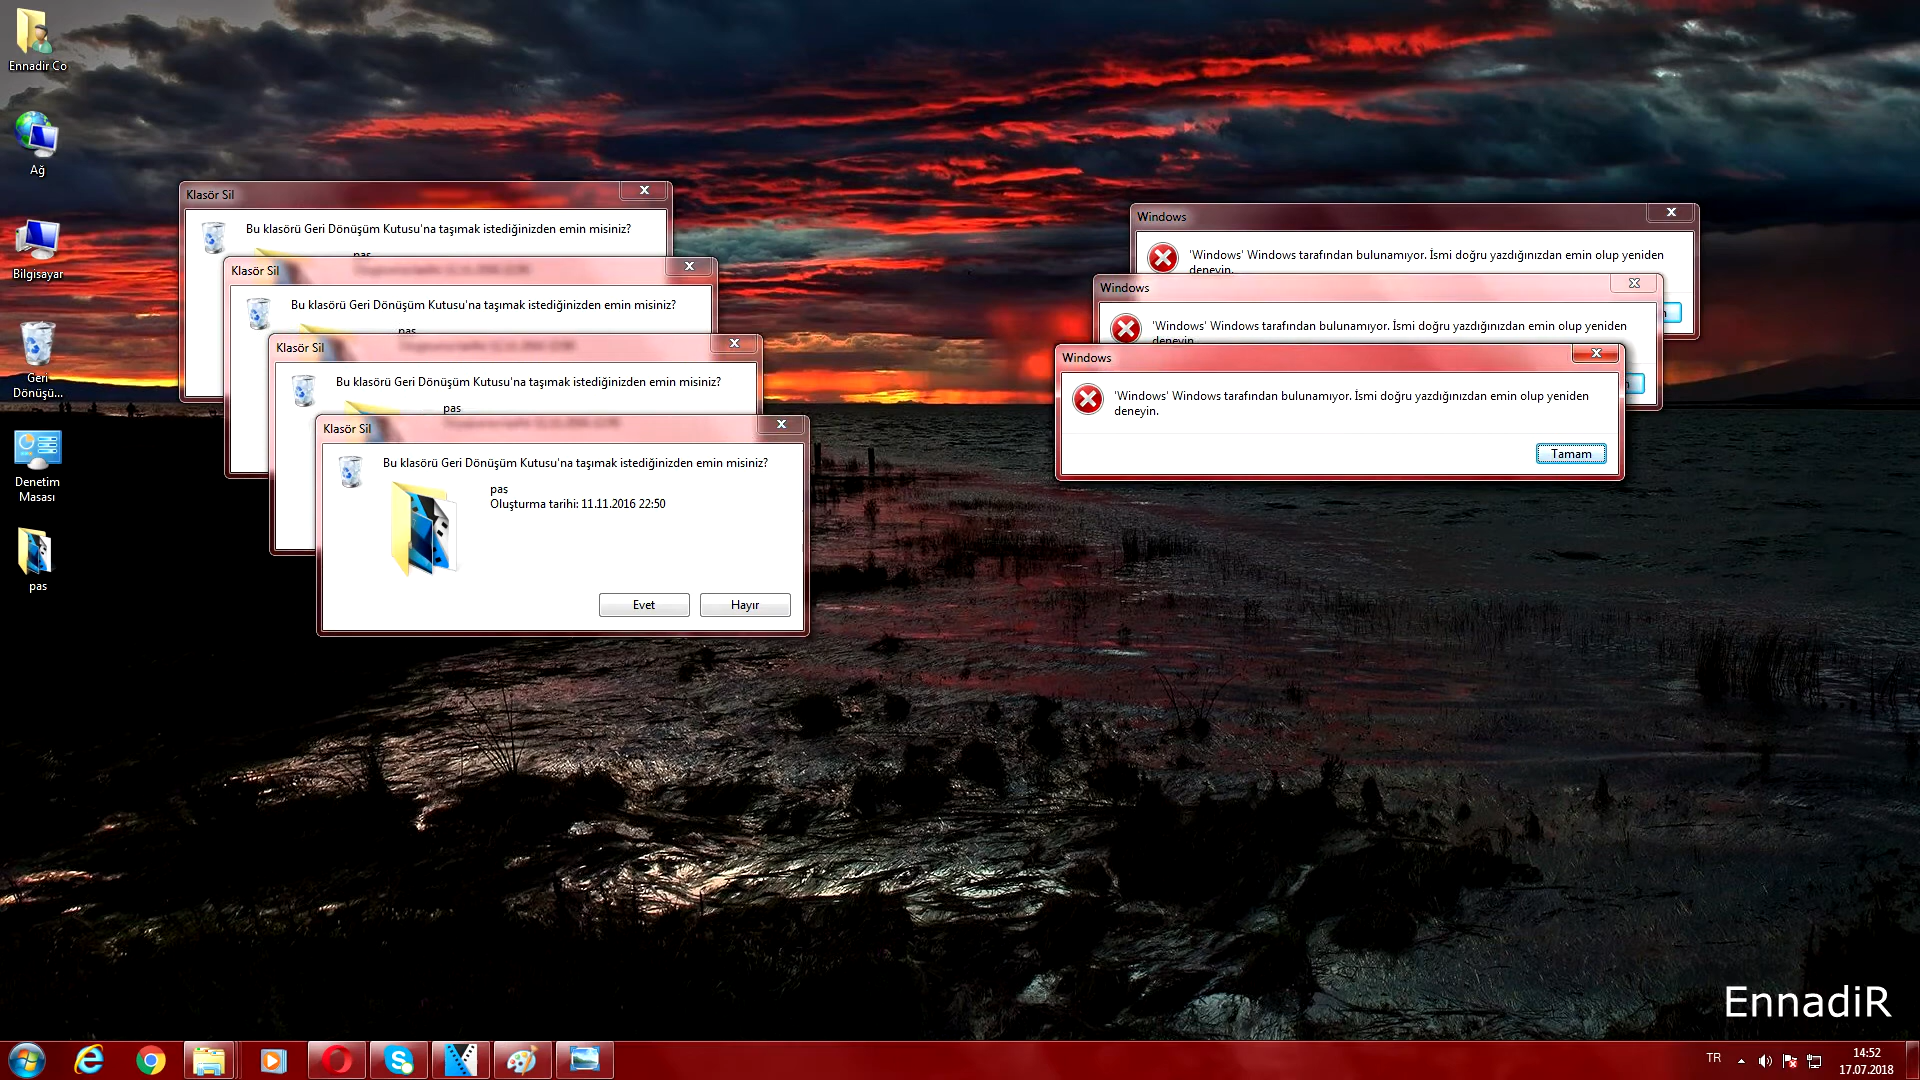 Ennadir Co
Ağ
Bilgisayar
Geri
Dönüşü...
Denetim
Masası
pas
Klasör Sil
Bu klasörü Geri Dönüşüm Kutusu'na taşımak istediğinizden emin misiniz?
pas
Klasör Sil
Bu klasörü Geri Dönüşüm Kutusu'na taşımak istediğinizden emin misiniz?
pas
Klasör Sil
Bu klasörü Geri Dönüşüm Kutusu'na taşımak istediğinizden emin misiniz?
pas
Klasör Sil
Bu klasörü Geri Dönüşüm Kutusu'na taşımak istediğinizden emin misiniz?
pas
Oluşturma tarihi: 11.11.2016 22:50
Evet
Hayır
Windows
'Windows' Windows tarafından bulunamıyor. İsmi doğru yazdığınızdan emin olup yeniden
deneyin.
Windows
'Windows' Windows tarafından bulunamıyor. İsmi doğru yazdığınızdan emin olup yeniden
deneyin.
Windows
'Windows' Windows tarafından bulunamıyor. İsmi doğru yazdığınızdan emin olup yeniden
deneyin.
Tamam
EnnadiR
TR
14:52
17.07.2018